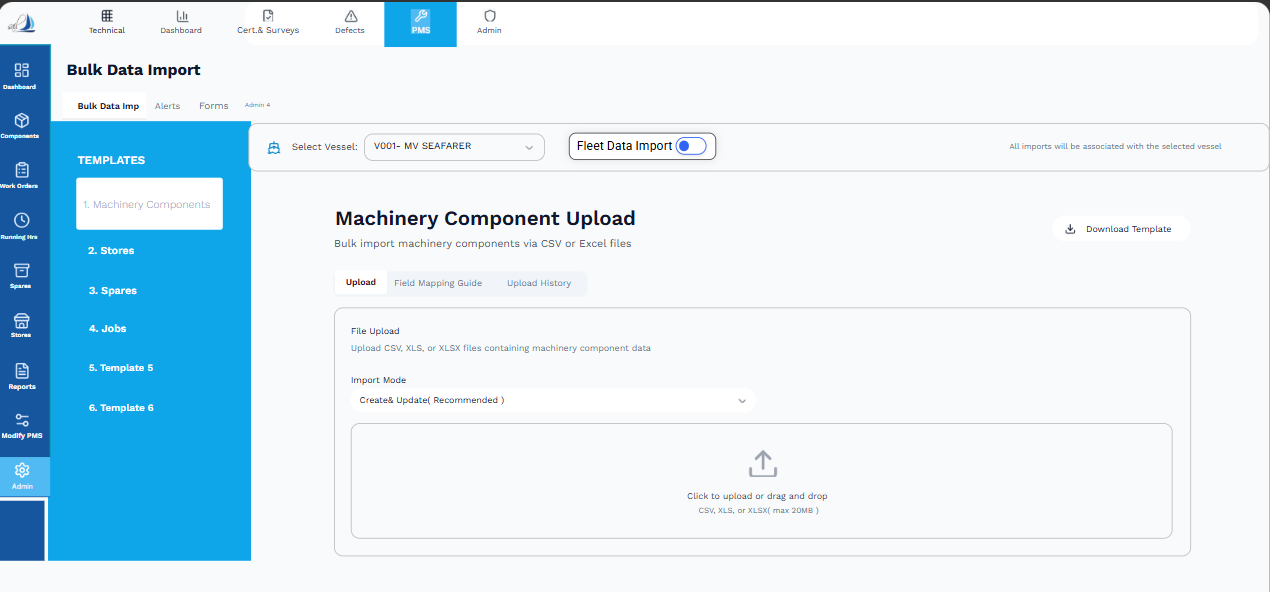 Technical
Dashboard
Cert.& Surveys
Defects
PMS
Admin
Dashboard
Components
Work Orders
Running Hrs
Spares
Stores
Reports
Modify PMS
Admin
Bulk Data Import
Bulk Data Imp
Alerts
Forms
Admin 4
TEMPLATES
1. Machinery Components
2. Stores
3. Spares
4. Jobs
5. Template 5
6. Template 6
Select Vessel:
V001- MV SEAFARER
Fleet Data Import
All imports will be associated with the selected vessel
Machinery Component Upload
Bulk import machinery components via CSV or Excel files
Download Template
Upload
Field Mapping Guide
Upload History
File Upload
Upload CSV, XLS, or XLSX files containing machinery component data
Import Mode
Create& Update( Recommended )
Click to upload or drag and drop
CSV, XLS, or XLSX( max 20MB )